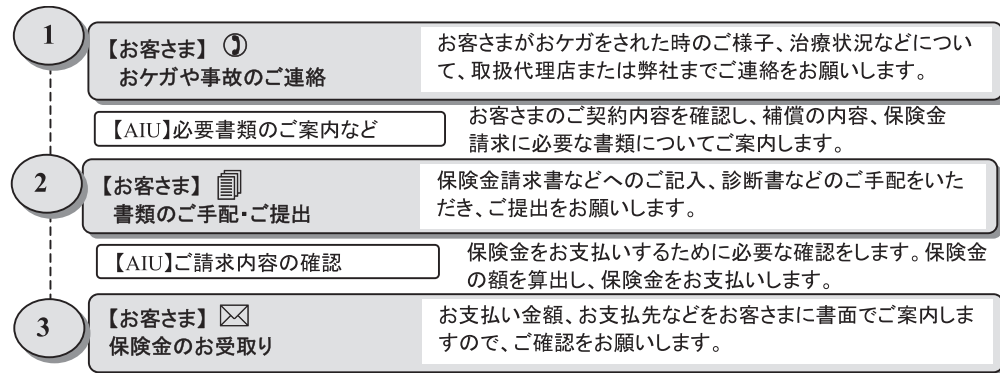 1
【お客さま】
おケガや事故のご連絡
お客さまがおケガをされた時のご様子、治療状況などについ
て、取扱代理店または弊社までご連絡をお願いします。
【AIU】必要書類のご案内など
お客さまのご契約内容を確認し、補償の内容、保険金
請求に必要な書類についてご案内します。
2
【お客さま】
書類のご手配・ご提出
保険金請求書などへのご記入、診断書などのご手配をいた
だき、ご提出をお願いします。
【AIU】ご請求内容の確認
保険金をお支払いするために必要な確認をします。保険金
の額を算出し、保険金をお支払いします。
3
【お客さま】
保険金のお受取り
お支払い金額、お支払先などをお客さまに書面でご案内しま
すので、ご確認をお願いします。